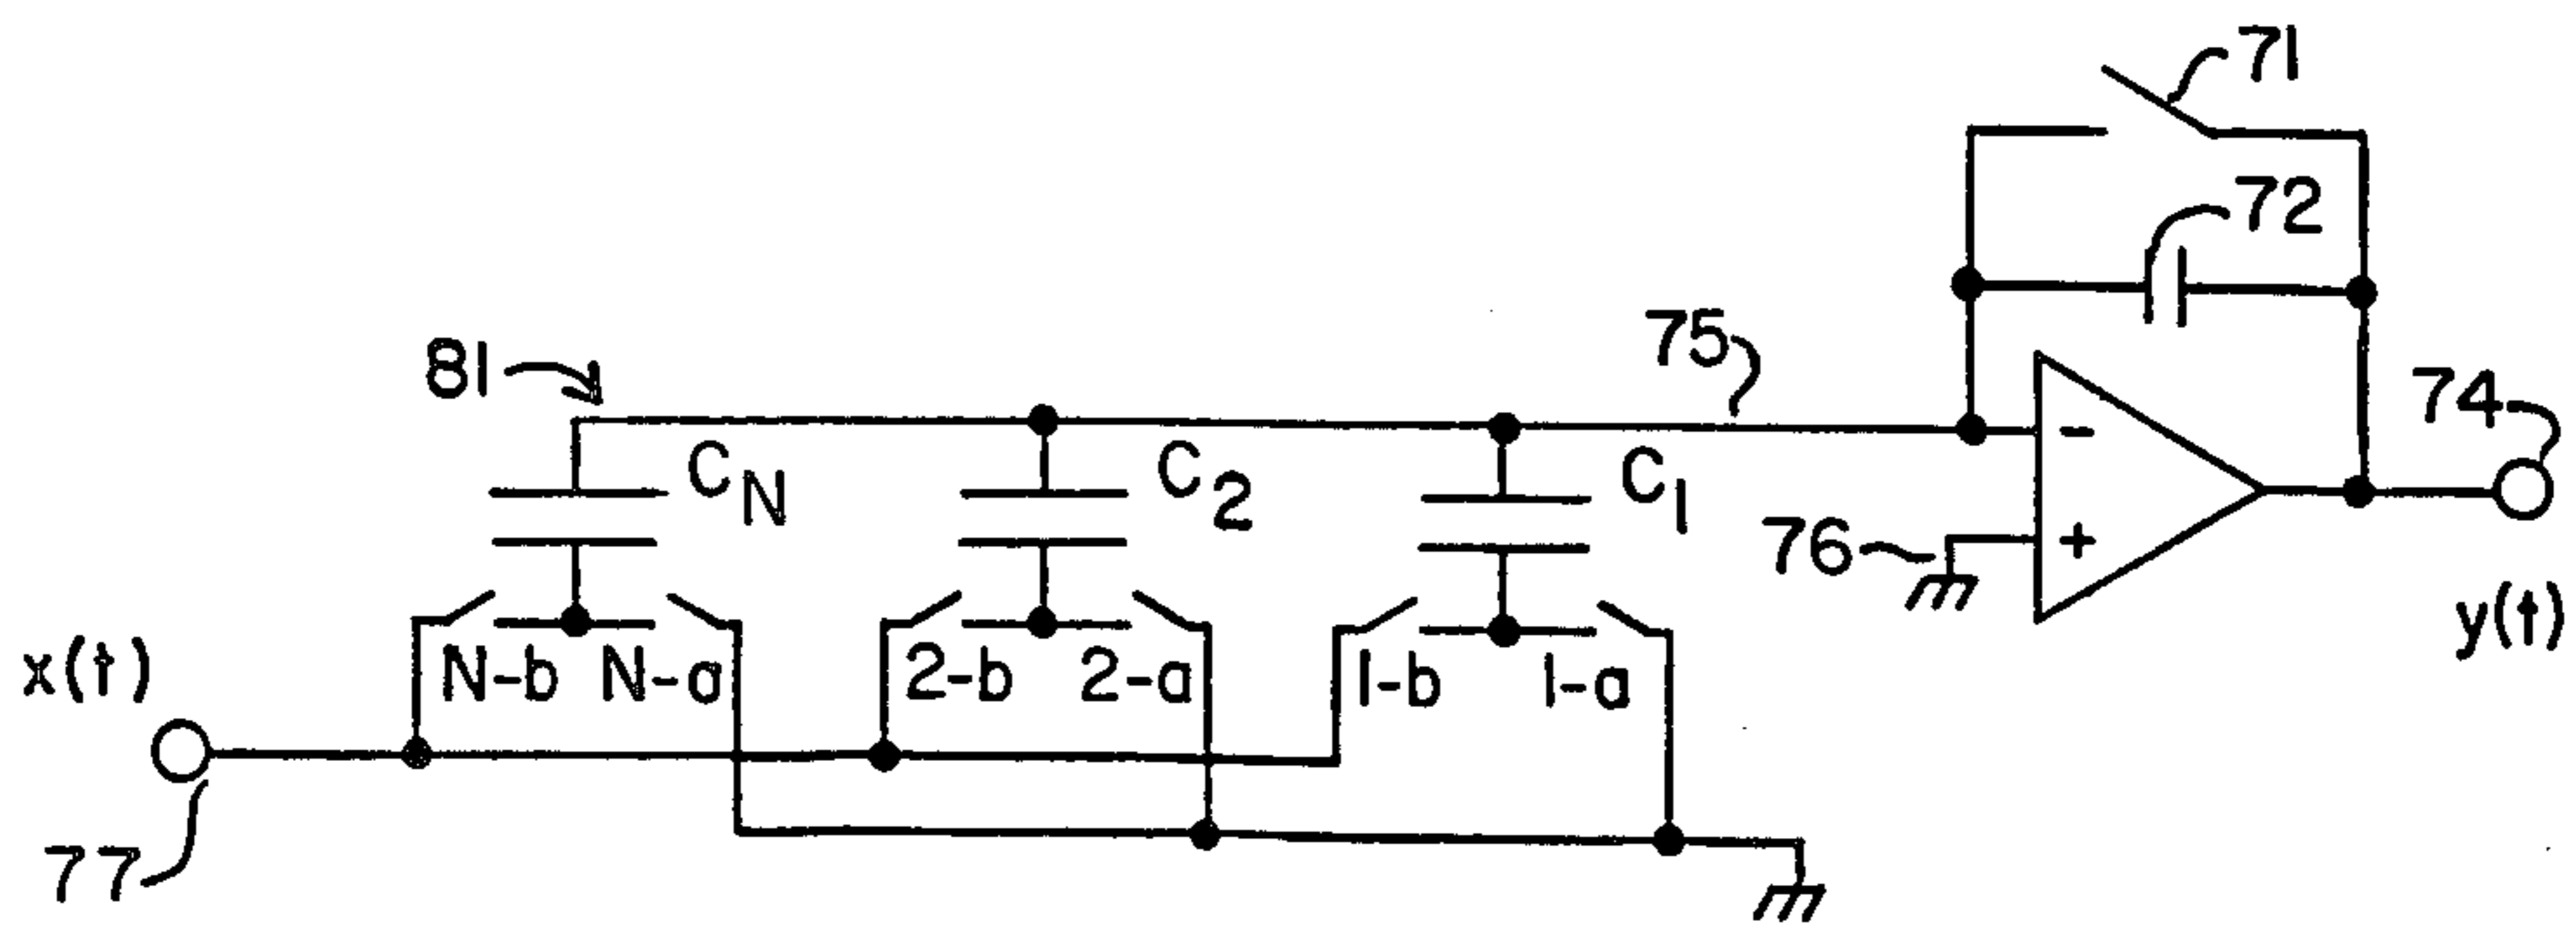 71
72
81
75
74
C_N
C_2
C_1
-
76
+
x(t)
N-b N-a
2-b 2-a
1-b 1-a
y(t)
77